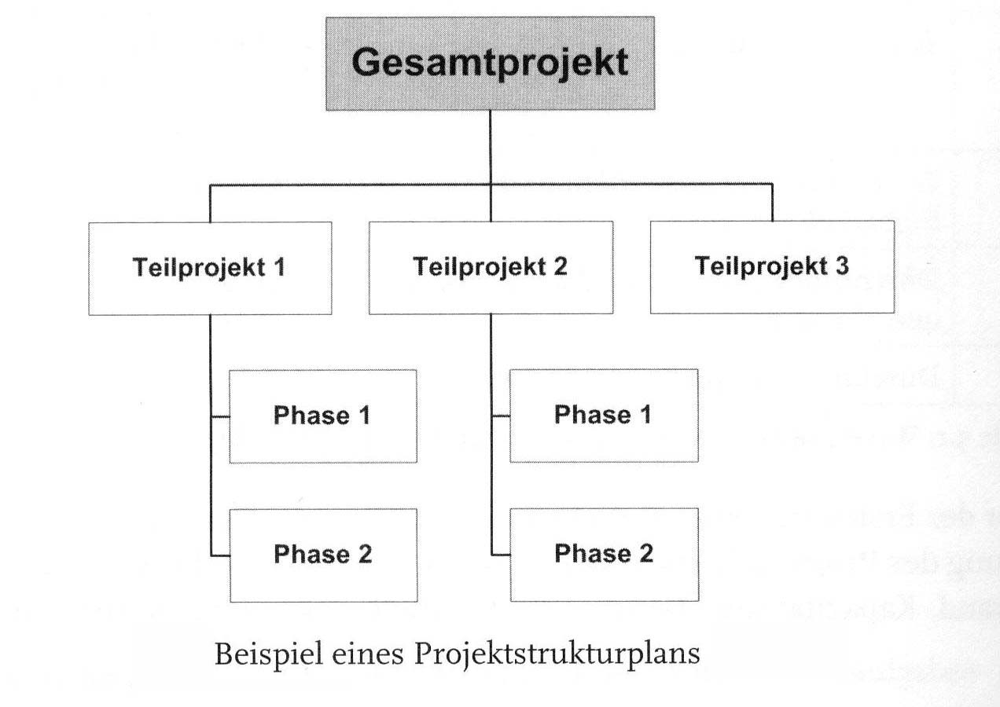 Gesamtprojekt
Teilprojekt 1
Teilprojekt 2
Teilprojekt 3
Phase 1
Phase 1
Phase 2
Phase 2
Beispiel eines Projektstrukturplans